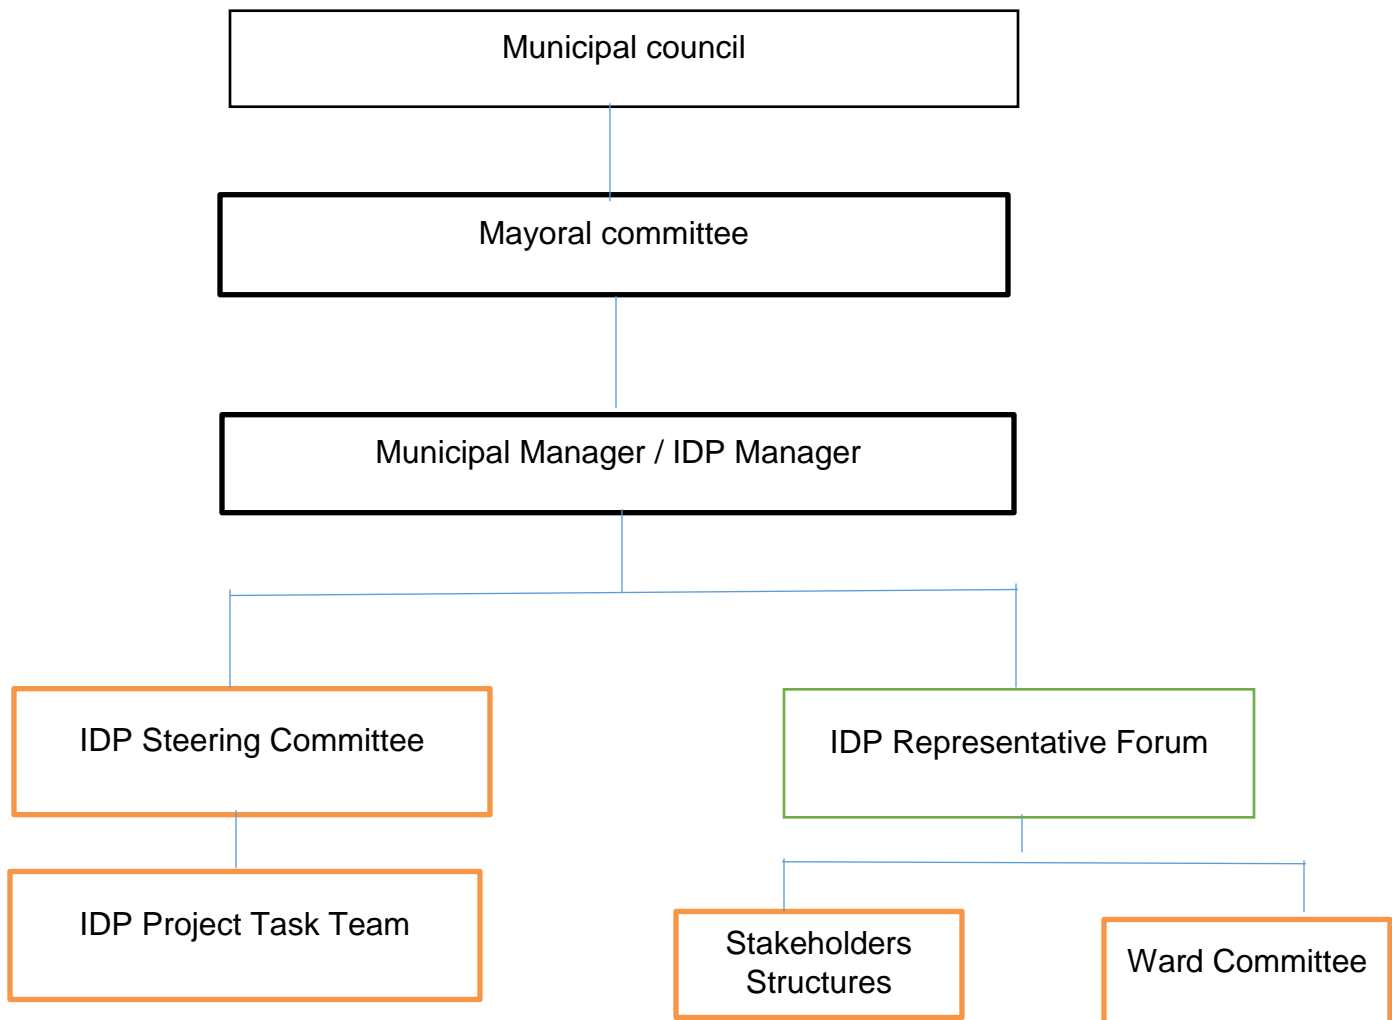 Municipal council
Mayoral committee
Municipal Manager / IDP Manager
IDP Steering Committee
IDP Representative Forum
IDP Project Task Team
Stakeholders
Structures
Ward Committee